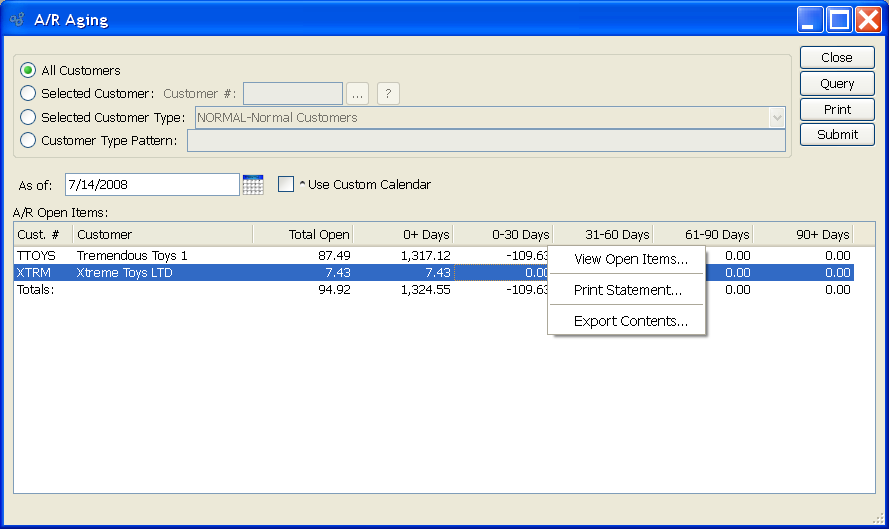 A/R Aging
All Customers
Close
Selected Customer: Customer #: ... ?
Query
Selected Customer Type: NORMAL-Normal Customers
Print
Customer Type Pattern:
Submit
As of: 7/14/2008 Use Custom Calendar
A/R Open Items:
Cust. # Customer Total Open 0+ Days 0-30 Days 31-60 Days 61-90 Days 90+ Days
TTOYS Tremendous Toys 1 87.49 1,317.12 -109.63 0.00 0.00
XTRM Xtreme Toys LTD 7.43 7.43 0.00 0.00 0.00
Totals: 94.92 1,324.55 -109.63 0.00 0.00
View Open Items...
Print Statement...
Export Contents...